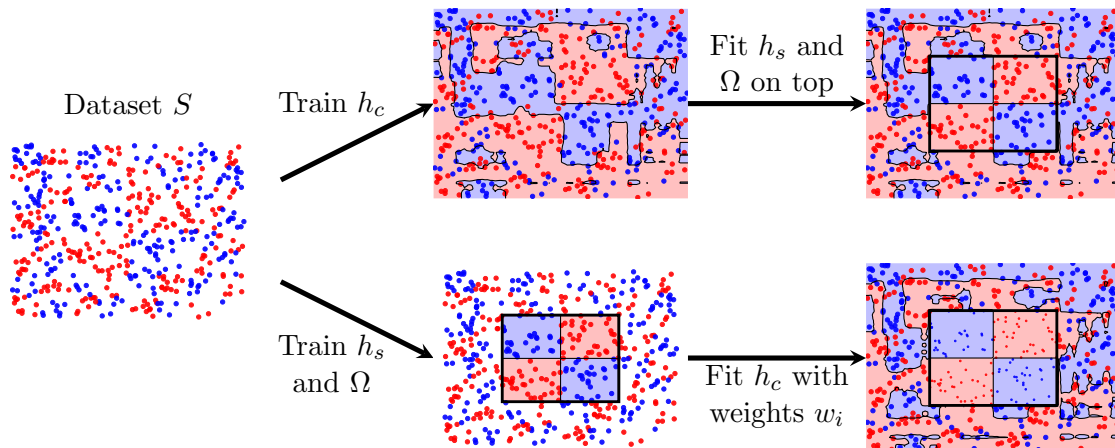 Dataset S
Train h_c
Fit h_s and
Ω on top
Train h_s
and Ω
Fit h_c with
weights w_i